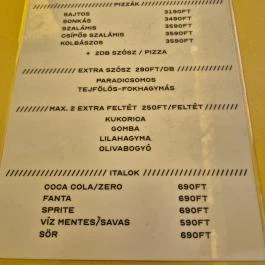 PIZZÁK
SAJTOS 3190FT
SONKÁS 3490FT
SZALÁMIS 3590FT
CSÍPŐS SZALÁMIS 3590FT
KOLBÁSZOS 3590FT
+ 2DB SZÓSZ / PIZZA
EXTRA SZÓSZ 290FT/DB
PARADICSOMOS
TEJFÖLÖS-FOKHAGYMÁS
MAX. 2 EXTRA FELTÉT 250FT/FELTÉT
KUKORICA
GOMBA
LILAHAGYMA
OLIVABOGYÓ
ITALOK
COCA COLA/ZERO 690FT
FANTA 690FT
SPRITE 690FT
VÍZ MENTES/SAVAS 590FT
SÖR 690FT